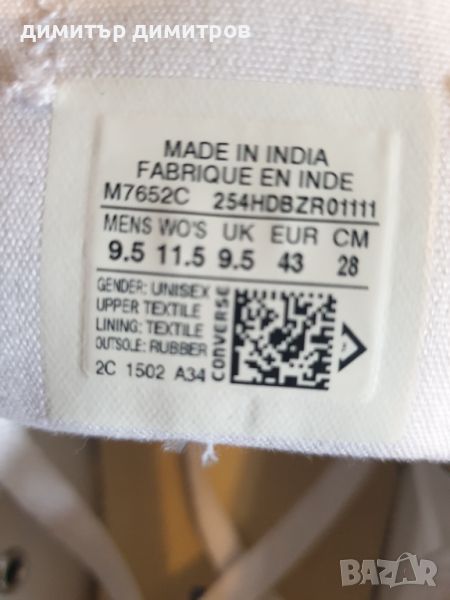 димитър димитров
MADE IN INDIA
FABRIQUE EN INDE
M7652C 254HDBZR01111
MENS WO'S UK EUR CM
9.5 11.5 9.5 43 28
GENDER: UNISEX
UPPER TEXTILE
LINING: TEXTILE
OUTSOLE: RUBBER
2C 1502 A34
CONVERSE
BAZAR